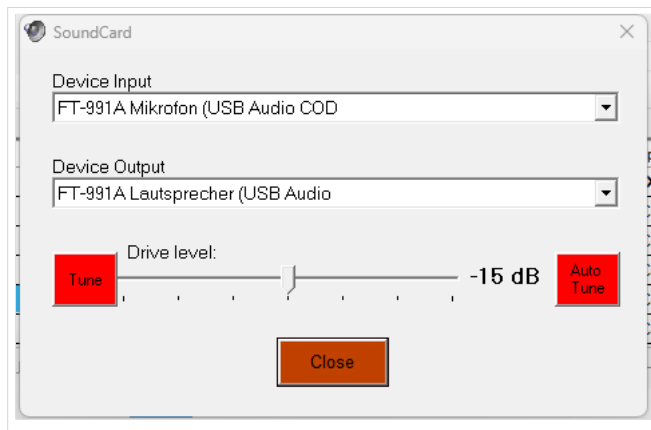 SoundCard
Device Input
FT-991A Mikrofon (USB Audio COD
Device Output
FT-991A Lautsprecher (USB Audio
Drive level:
Tune
-15 dB
Auto
Tune
Close